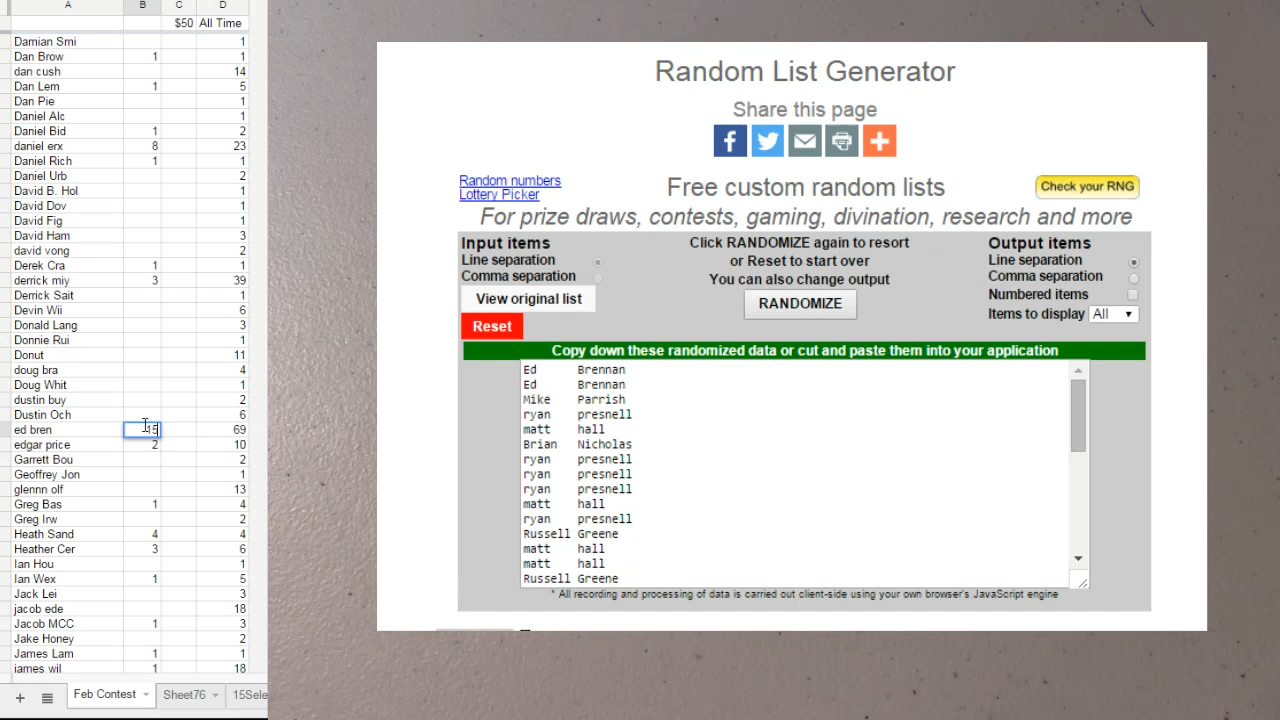 A B C D
$50 All Time
Damian Smi 1
Dan Brow 1 1
dan cush 14
Dan Lem 1 5
Dan Pie 1
Daniel Alc 1
Daniel Bid 1 2
daniel erx 8 23
Daniel Rich 1 1
Daniel Urb 2
David B. Hol 1
David Dov 1
David Fig 1
David Ham 3
david vong 2
Derek Cra 1 1
derrick miy 3 39
Derrick Sait 1
Devin Wii 6
Donald Lang 3
Donnie Rui 1
Donut 11
doug bra 4
Doug Whit 1
dustin buy 2
Dustin Och 6
ed bren 15 69
edgar price 2 10
Garrett Bou 2
Geoffrey Jon 1
glennn olf 13
Greg Bas 1 4
Greg Irw 2
Heath Sand 4 4
Heather Cer 3 6
Ian Hou 1
Ian Wex 1 5
Jack Lei 3
jacob ede 18
Jacob MCC 1 3
Jake Honey 2
James Lam 1 1
james wil 1 18
Feb Contest Sheet76 15Sele
Random List Generator
Share this page
Random numbers
Lottery Picker
Free custom random lists
Check your RNG
For prize draws, contests, gaming, divination, research and more
Input items
Line separation
Comma separation
View original list
Reset
Click RANDOMIZE again to resort
or Reset to start over
You can also change output
RANDOMIZE
Output items
Line separation
Comma separation
Numbered items
Items to display All
Copy down these randomized data or cut and paste them into your application
Ed Brennan
Ed Brennan
Mike Parrish
ryan presnell
matt hall
Brian Nicholas
ryan presnell
ryan presnell
ryan presnell
matt hall
ryan presnell
Russell Greene
matt hall
matt hall
Russell Greene
* All recording and processing of data is carried out client-side using your own browser's JavaScript engine